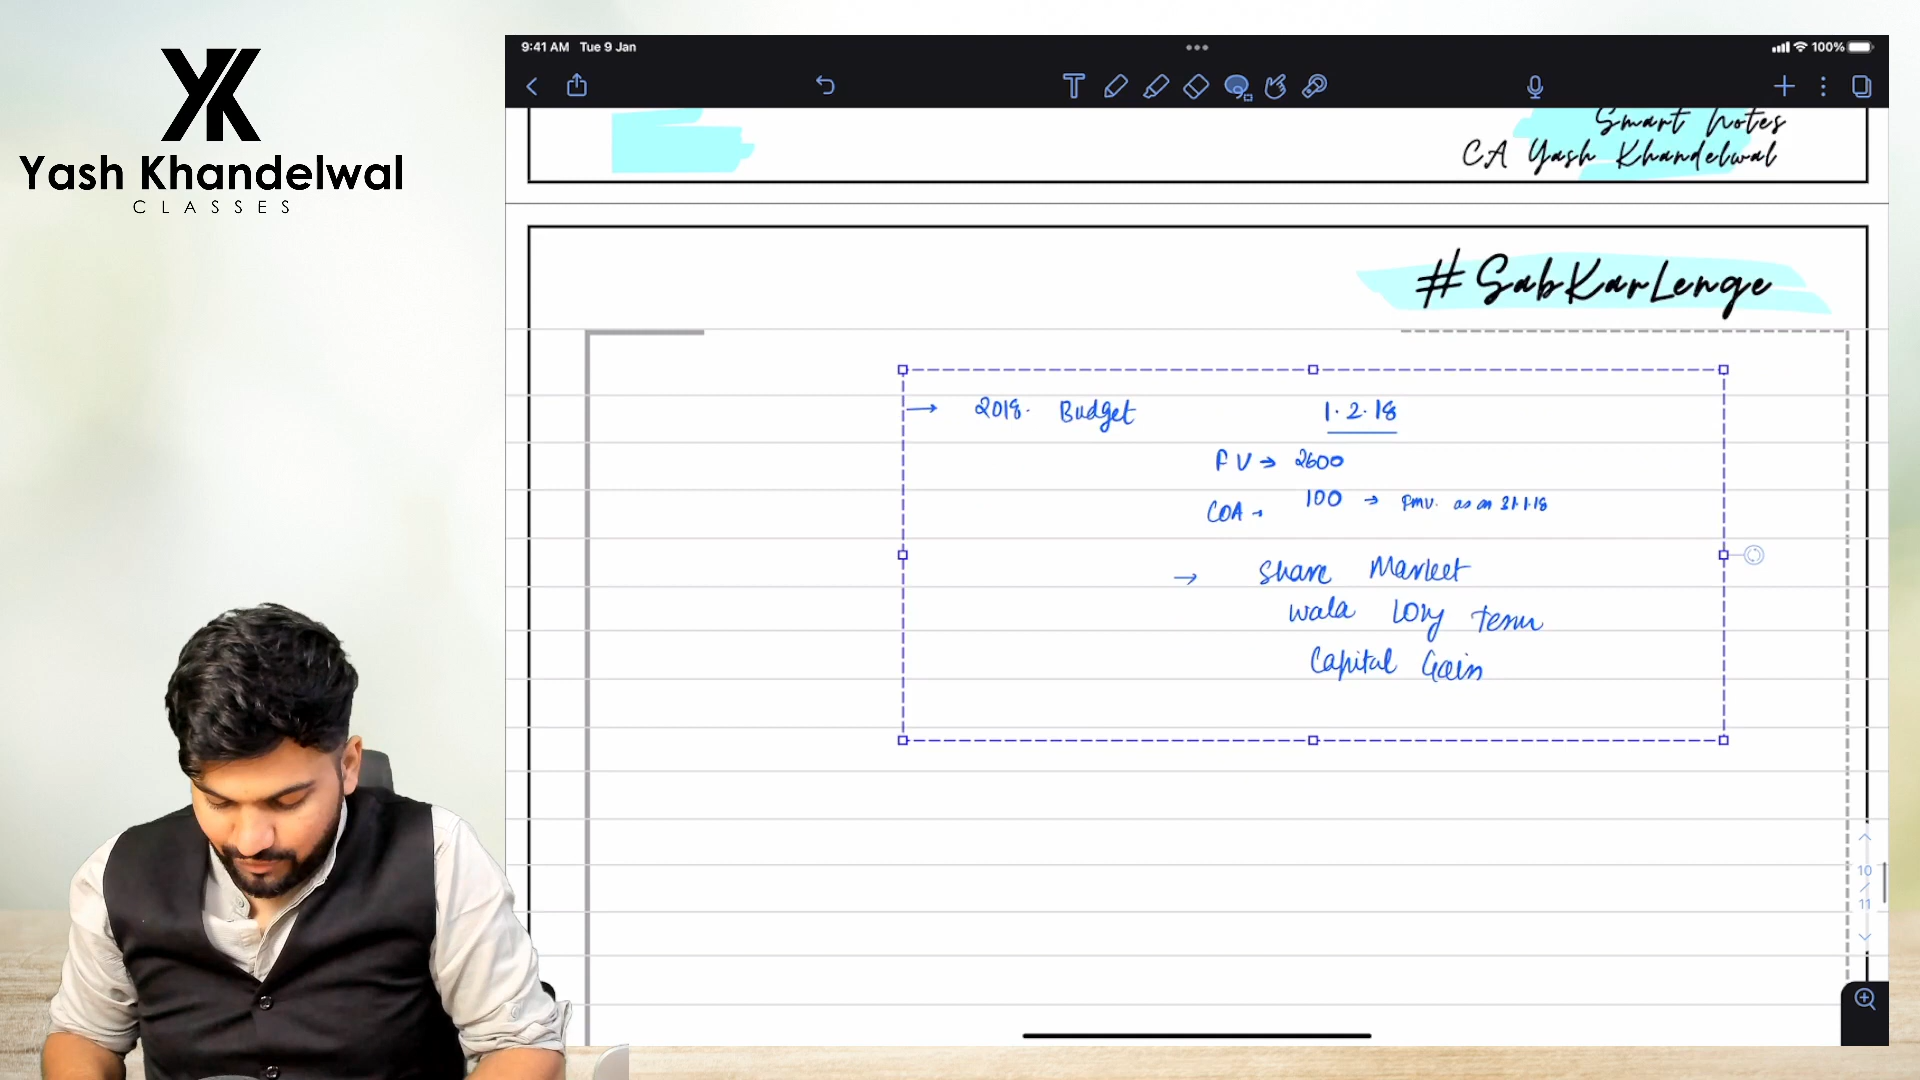 YK
Yash Khandelwal
CLASSES
9:41 AM Tue 9 Jan
100%
Smart Notes
CA Yash Khandelwal
#SabKarLenge
→ 2018. Budget 1.2.18
FV → 2600
COA → 100 → FMV. as on 31.1.18
→ Share Market
wala Long Term
Capital Gain
10
/
11